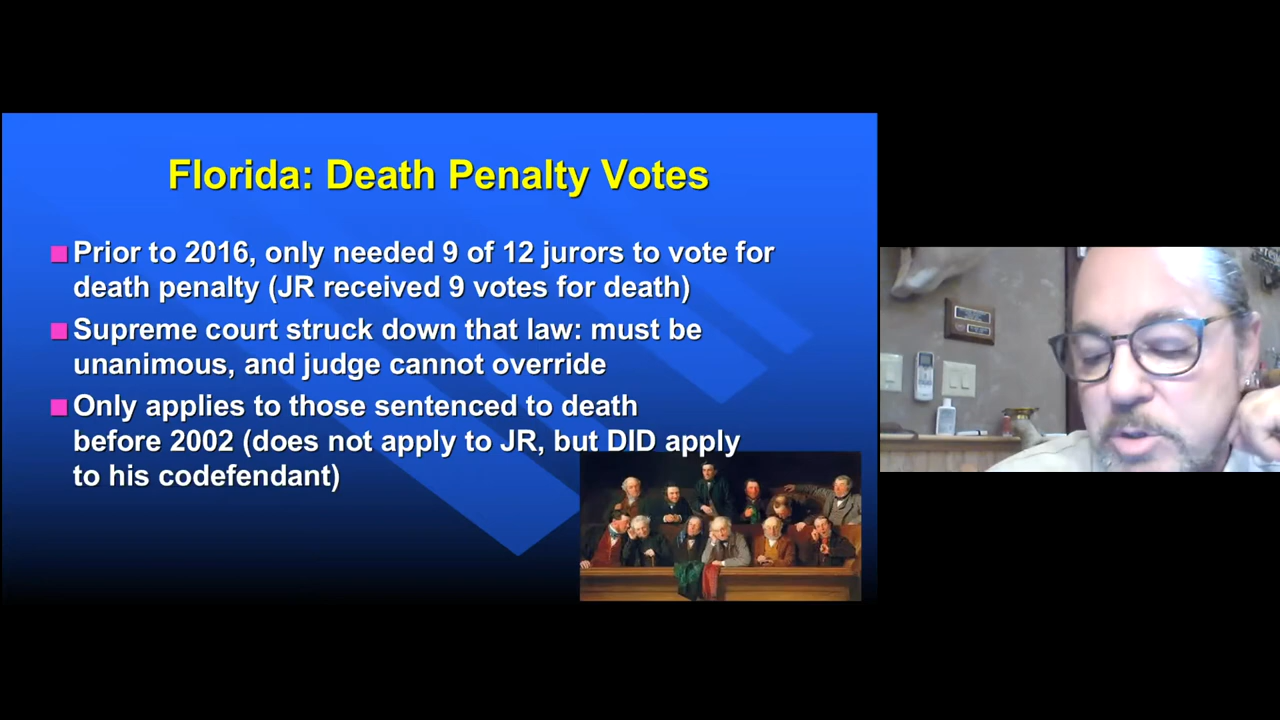 Florida: Death Penalty Votes
Prior to 2016, only needed 9 of 12 jurors to vote for
death penalty (JR received 9 votes for death)
Supreme court struck down that law: must be
unanimous, and judge cannot override
Only applies to those sentenced to death
before 2002 (does not apply to JR, but DID apply
to his codefendant)